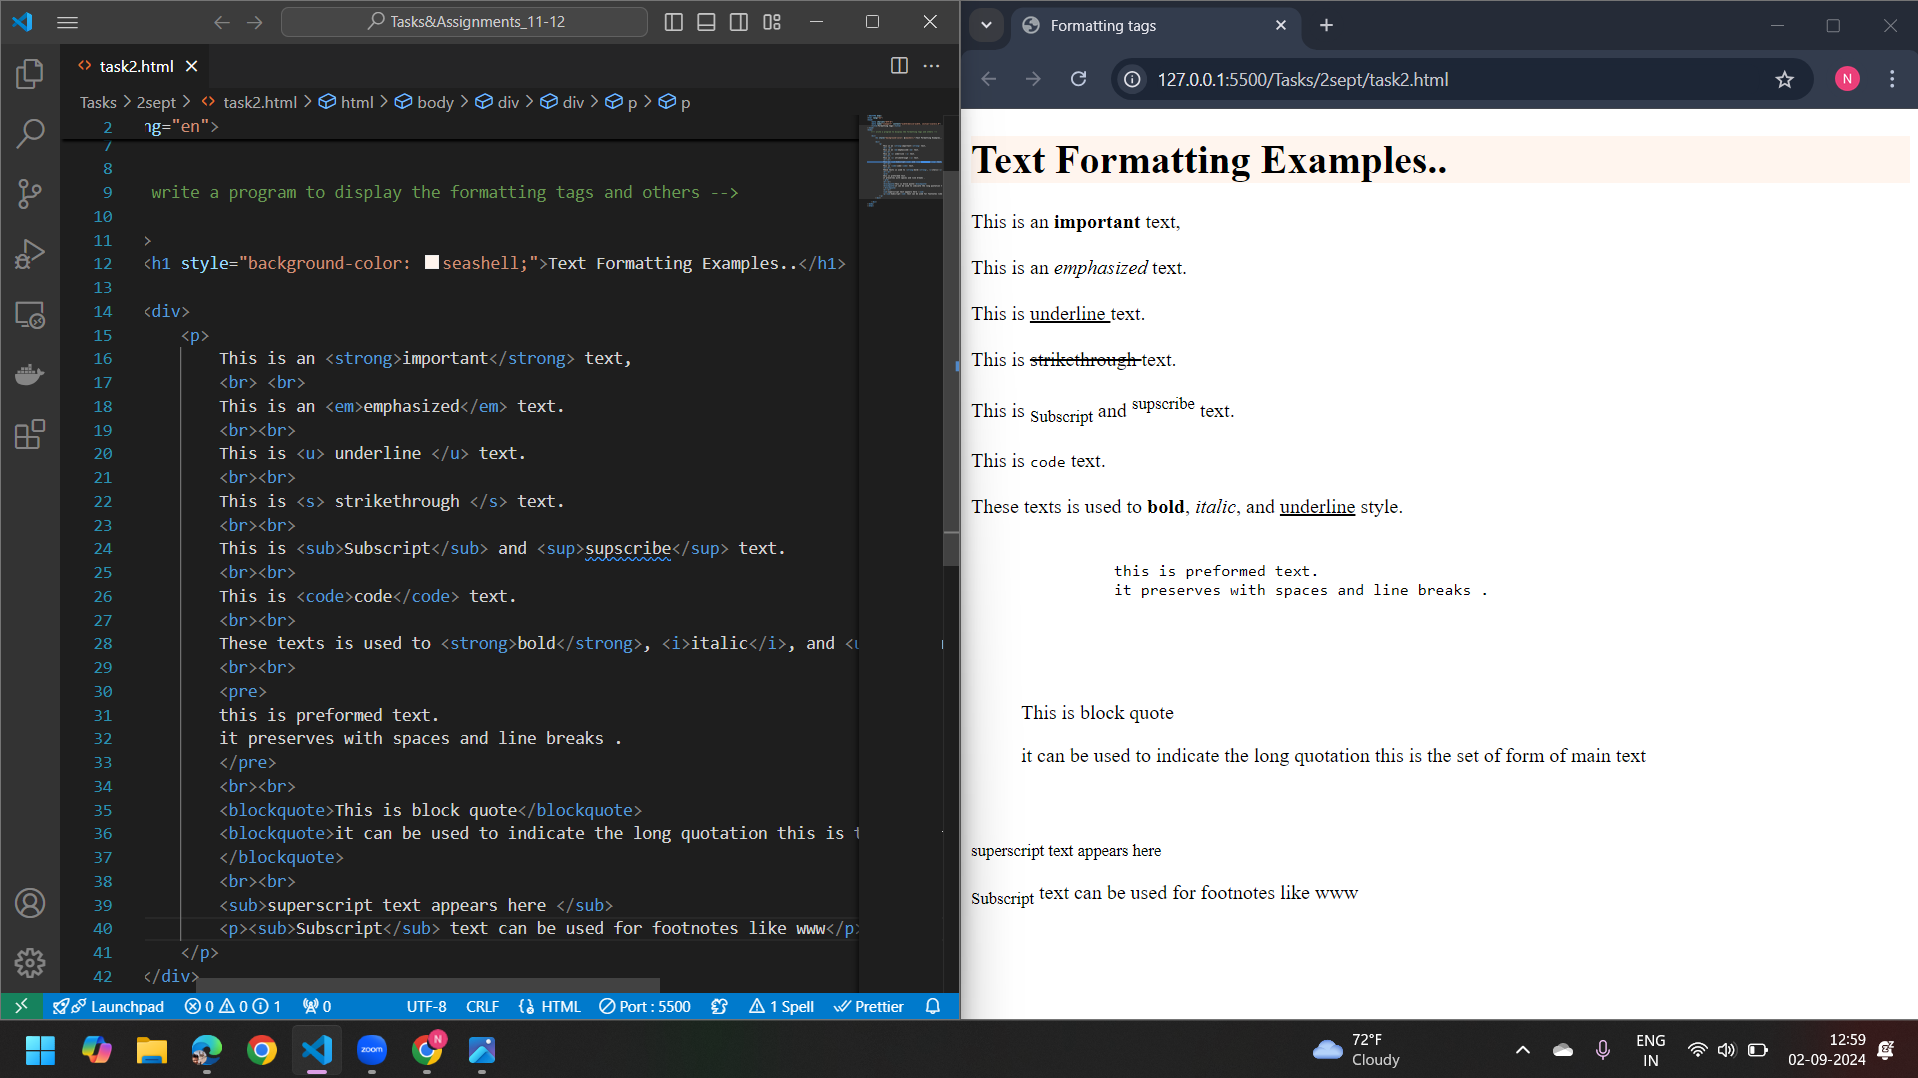 Tasks&Assignments_11-12
task2.html
Tasks > 2sept > task2.html > html > body > div > div > p > p
2 ng="en">
7
8
9 write a program to display the formatting tags and others -->
10
11 >
12 <h1 style="background-color: seashell;">Text Formatting Examples..</h1>
13
14 <div>
15 <p>
16 This is an <strong>important</strong> text,
17 <br> <br>
18 This is an <em>emphasized</em> text.
19 <br><br>
20 This is <u> underline </u> text.
21 <br><br>
22 This is <s> strikethrough </s> text.
23 <br><br>
24 This is <sub>Subscript</sub> and <sup>supscribe</sup> text.
25 <br><br>
26 This is <code>code</code> text.
27 <br><br>
28 These texts is used to <strong>bold</strong>, <i>italic</i>, and <u
29 <br><br>
30 <pre>
31 this is preformed text.
32 it preserves with spaces and line breaks .
33 </pre>
34 <br><br>
35 <blockquote>This is block quote</blockquote>
36 <blockquote>it can be used to indicate the long quotation this is t
37 </blockquote>
38 <br><br>
39 <sub>superscript text appears here </sub>
40 <p><sub>Subscript</sub> text can be used for footnotes like www</p>
41 </p>
42 </div>
Launchpad 0 0 1 0 UTF-8 CRLF {} HTML Port : 5500 1 Spell Prettier
Formatting tags
127.0.0.1:5500/Tasks/2sept/task2.html
N
Text Formatting Examples..
This is an important text,
This is an emphasized text.
This is underline text.
This is strikethrough text.
This is Subscript and supscribe text.
This is code text.
These texts is used to bold, italic, and underline style.
this is preformed text.
it preserves with spaces and line breaks .
This is block quote
it can be used to indicate the long quotation this is the set of form of main text
superscript text appears here
Subscript text can be used for footnotes like www
zoom
N
72°F
Cloudy
ENG
IN
12:59
02-09-2024